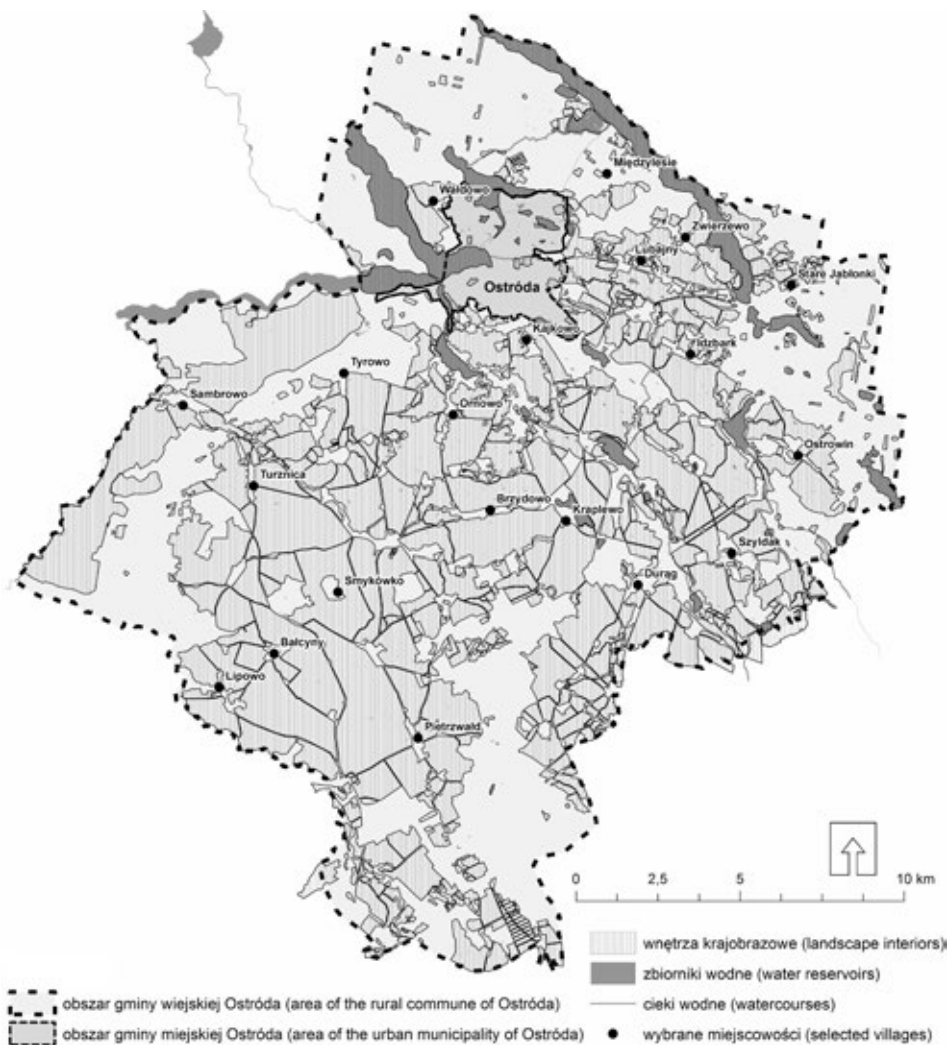 Międzylesie
Wałdowo
Zwierzewo
Lubajny
Stare Jabłonki
Ostróda
Kajkowo
Idzbark
Tyrowo
Sambrowo
Ornowo
Ostrowin
Turznica
Brzydowo
Kraplewo
Szyldak
Durąg
Smykówko
Bałcyny
Lipowo
Pietrzwałd
0 2,5 5 10 km
wnętrza krajobrazowe (landscape interiors)
zbiorniki wodne (water reservoirs)
obszar gminy wiejskiej Ostróda (area of the rural commune of Ostróda)
cieki wodne (watercourses)
obszar gminy miejskiej Ostróda (area of the urban municipality of Ostróda)
wybrane miejscowości (selected villages)